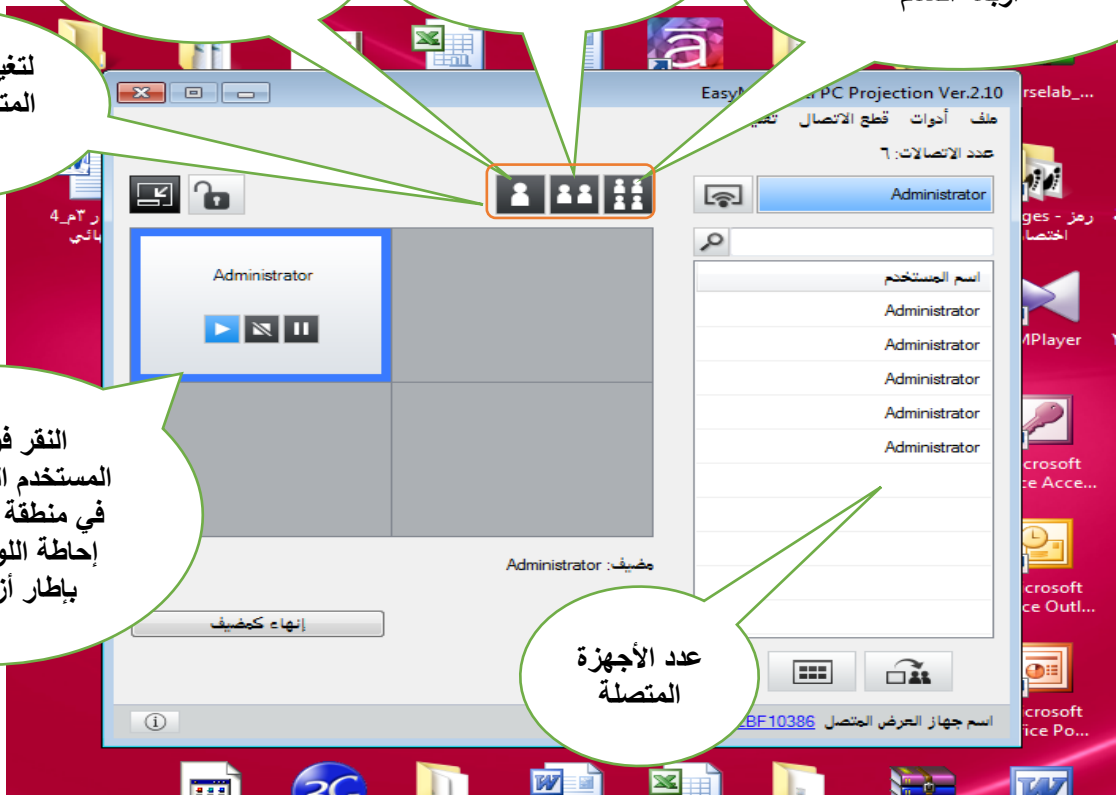 لتغي
المت
EasyM PC Projection Ver.2.10
ملف أدوات قطع الاتصال
عدد الاتصالات: ٦
Administrator
اسم المستخدم
Administrator
Administrator
Administrator
Administrator
Administrator
Administrator
مضيف: Administrator
إنهاء كمضيف
النقر فو
المستخدم ال
في منطقة
إحاطة اللو
بإطار أز
عدد الأجهزة
المتصلة
اسم جهاز العرض المتصل BF10386
rselab_...
رمز - ges
اختصا
MPlayer
crosoft
ce Acce...
crosoft
ce Outl...
crosoft
ice Po...